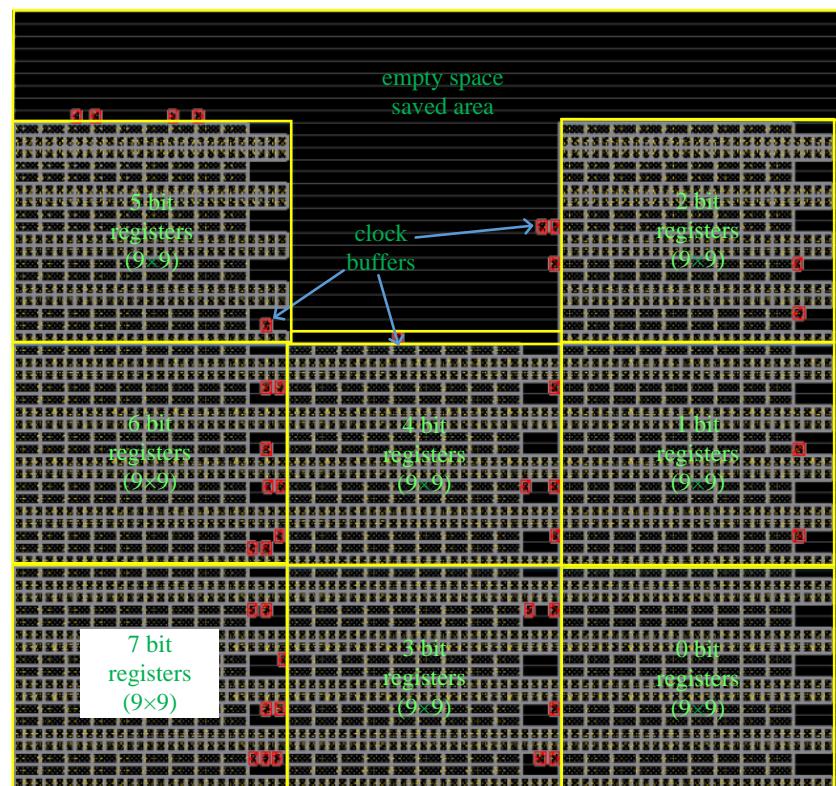 empty space
saved area
5 bit
registers
(9×9)
clock
buffers
2 bit
registers
(9×9)
6 bit
registers
(9×9)
4 bit
registers
(9×9)
1 bit
registers
(9×9)
7 bit
registers
(9×9)
3 bit
registers
(9×9)
0 bit
registers
(9×9)